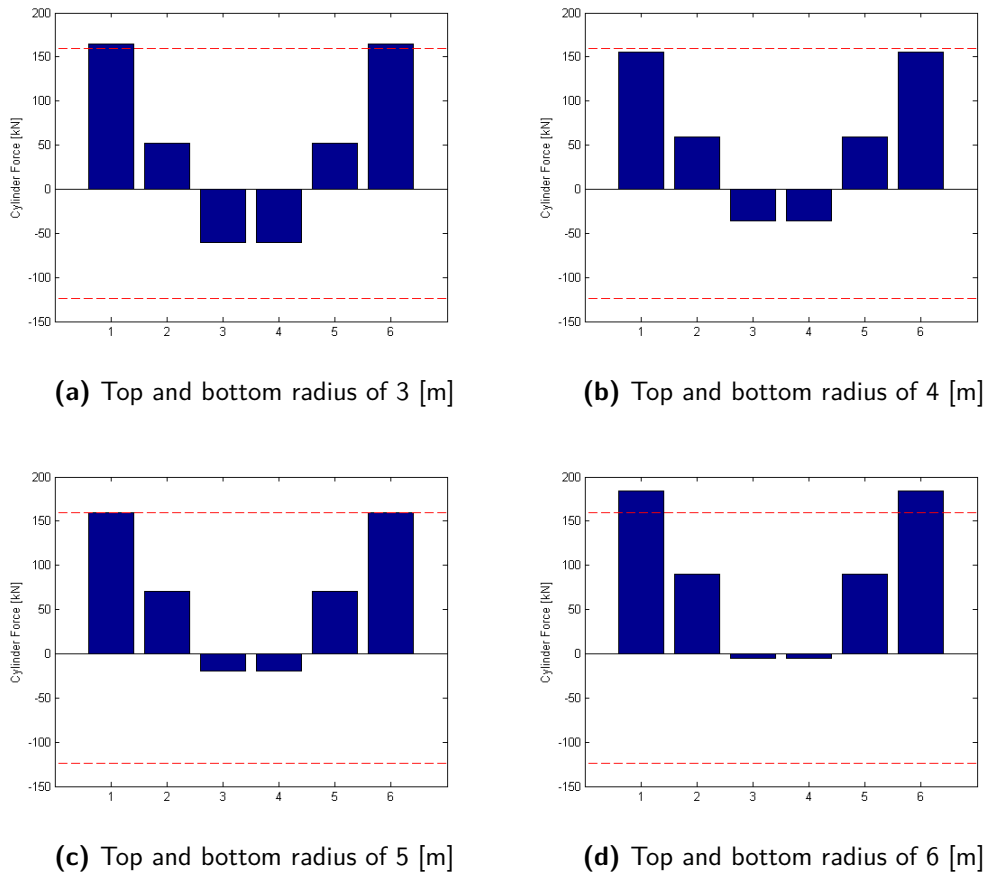 200
150
100
50
0
-50
-100
-150
Cylinder Force [kN]
1 2 3 4 5 6
(a) Top and bottom radius of 3 [m]
200
150
100
50
0
-50
-100
-150
Cylinder Force [kN]
1 2 3 4 5 6
(b) Top and bottom radius of 4 [m]
200
150
100
50
0
-50
-100
-150
Cylinder Force [kN]
1 2 3 4 5 6
(c) Top and bottom radius of 5 [m]
200
150
100
50
0
-50
-100
-150
Cylinder Force [kN]
1 2 3 4 5 6
(d) Top and bottom radius of 6 [m]